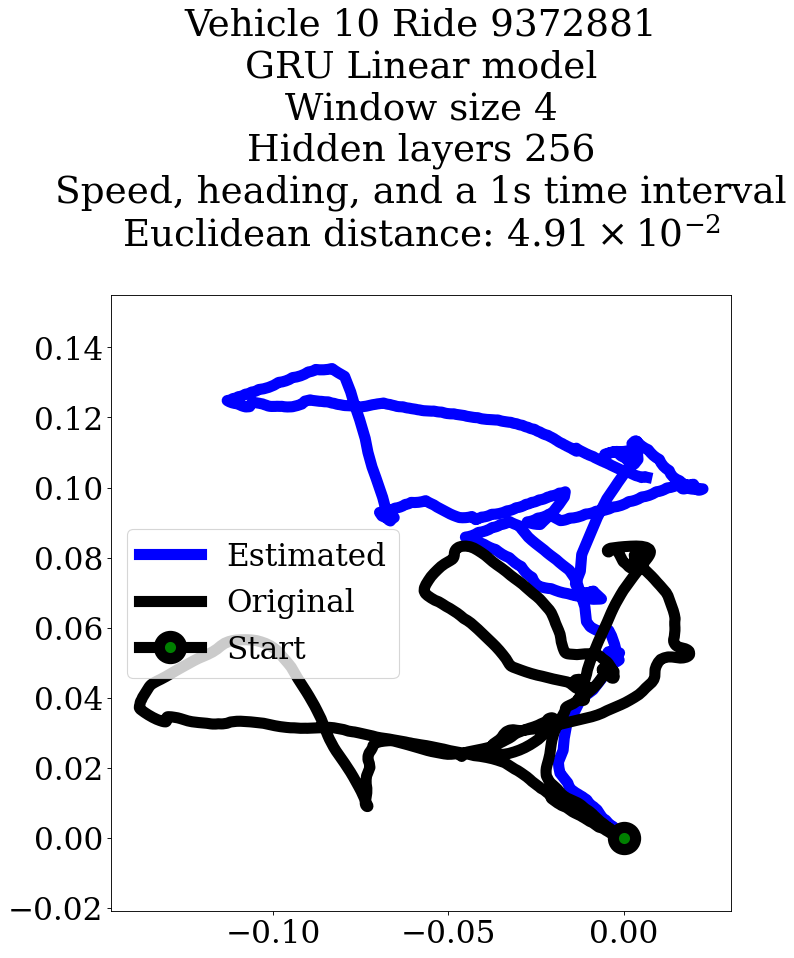 Vehicle 10 Ride 9372881
GRU Linear model
Window size 4
Hidden layers 256
Speed, heading, and a 1s time interval
Euclidean distance: 4.91 × 10⁻²
0.14
0.12
0.10
0.08
0.06
0.04
0.02
0.00
−0.02
Estimated
Original
Start
−0.10
−0.05
0.00